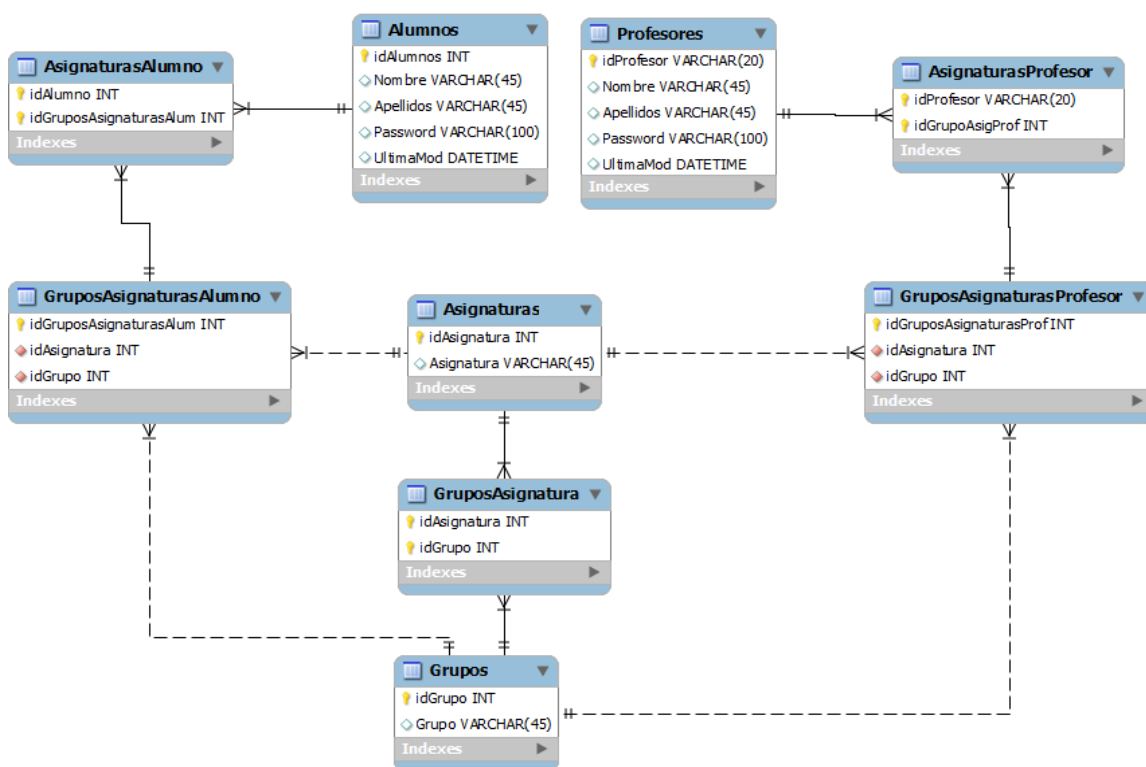 Alumnos
idAlumnos INT
Nombre VARCHAR(45)
Apellidos VARCHAR(45)
Password VARCHAR(100)
UltimaMod DATETIME
Indexes
Profesores
idProfesor VARCHAR(20)
Nombre VARCHAR(45)
Apellidos VARCHAR(45)
Password VARCHAR(100)
UltimaMod DATETIME
Indexes
AsignaturasAlumno
idAlumno INT
idGruposAsignaturasAlum INT
Indexes
AsignaturasProfesor
idProfesor VARCHAR(20)
idGrupoAsigProf INT
Indexes
GruposAsignaturasAlumno
idGruposAsignaturasAlum INT
idAsignatura INT
idGrupo INT
Indexes
Asignaturas
idAsignatura INT
Asignatura VARCHAR(45)
Indexes
GruposAsignaturasProfesor
idGruposAsignaturasProf INT
idAsignatura INT
idGrupo INT
Indexes
GruposAsignatura
idAsignatura INT
idGrupo INT
Indexes
Grupos
idGrupo INT
Grupo VARCHAR(45)
Indexes